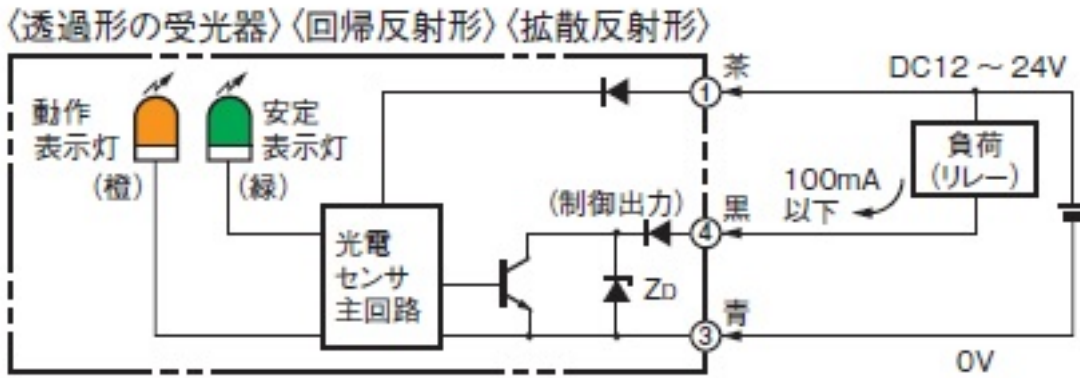 〈透過形の受光器〉〈回帰反射形〉〈拡散反射形〉
動作
表示灯
(橙)
安定
表示灯
(緑)
光電
センサ
主回路
(制御出力)
ZD
① 茶
④ 黒
③ 青
DC12 ~ 24V
負荷
(リレー)
100mA
以下
0V